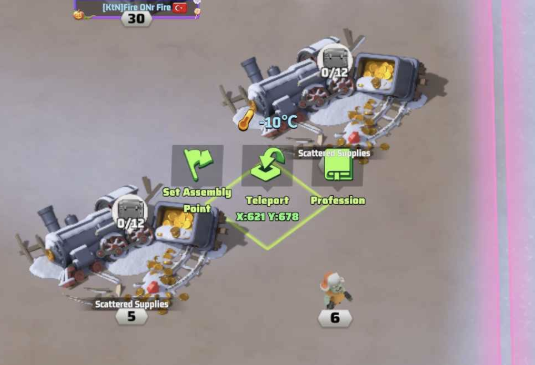 [KtN]Fire ONr Fire
30
0/12
-10°C
Scattered Supplies
Set Assembly
Point
Teleport
X:621 Y:678
Profession
0/12
Scattered Supplies
5
6